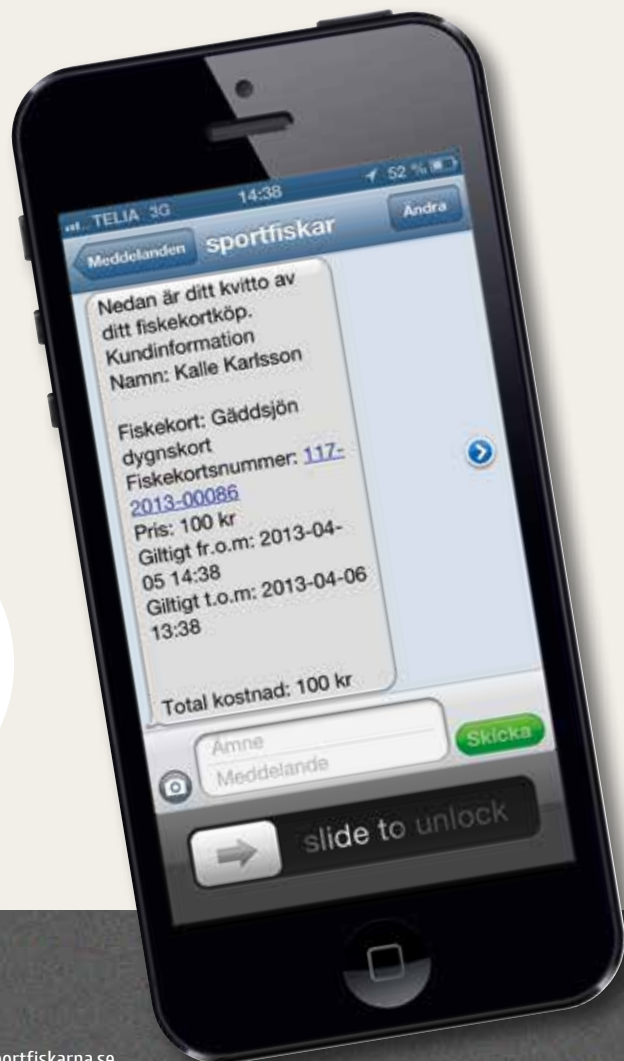 TELIA 3G 14:38 52 %
Meddelanden sportfiskar Ändra
Nedan är ditt kvitto av
ditt fiskekortköp.
Kundinformation
Namn: Kalle Karlsson
Fiskekort: Gäddsjön
dygnskort
Fiskekortsnummer: 117-
2013-00086
Pris: 100 kr
Giltigt fr.o.m: 2013-04-
05 14:38
Giltigt t.o.m: 2013-04-06
13:38
Total kostnad: 100 kr
Ämne
Meddelande
Skicka
slide to unlock